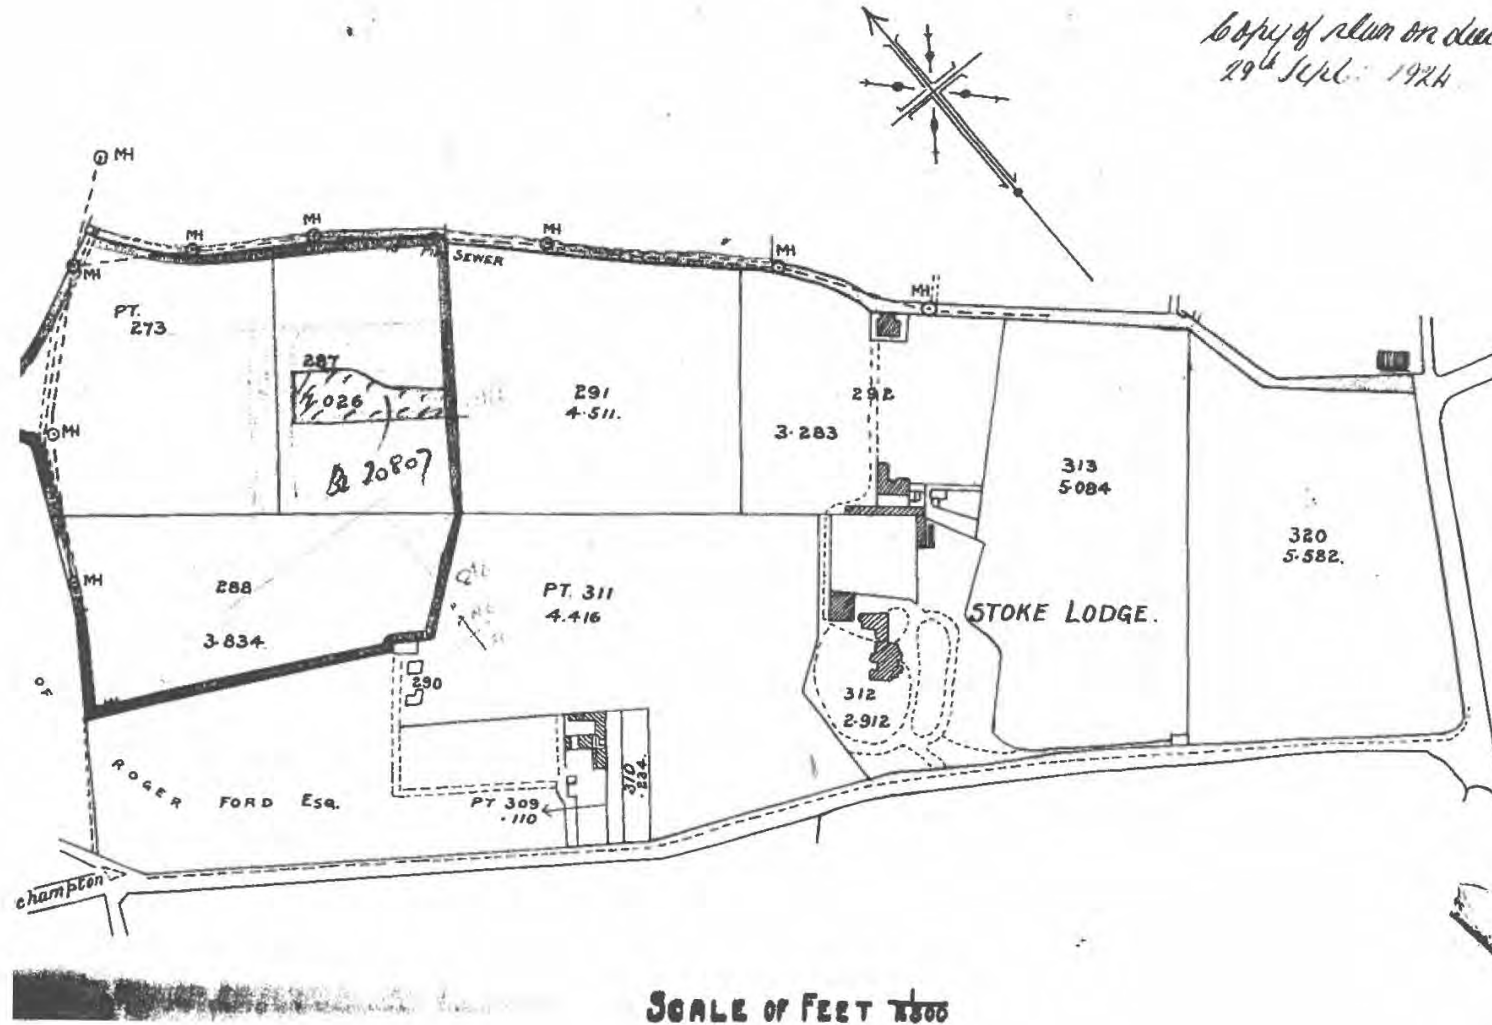 Copy of plan on
29th Sept: 1924
MH
MH
MH
MH
MH
MH
MH
SEWER
PT.
273
287
291
4.511.
292
3.283
313
5.084
320
5.582.
MH
MH
288
3.834
PT. 311
4.416
STOKE LODGE.
OF
290
312
2.912
ROGER FORD ESQ.
310
.234.
PT 309
.110
champton
SCALE OF FEET